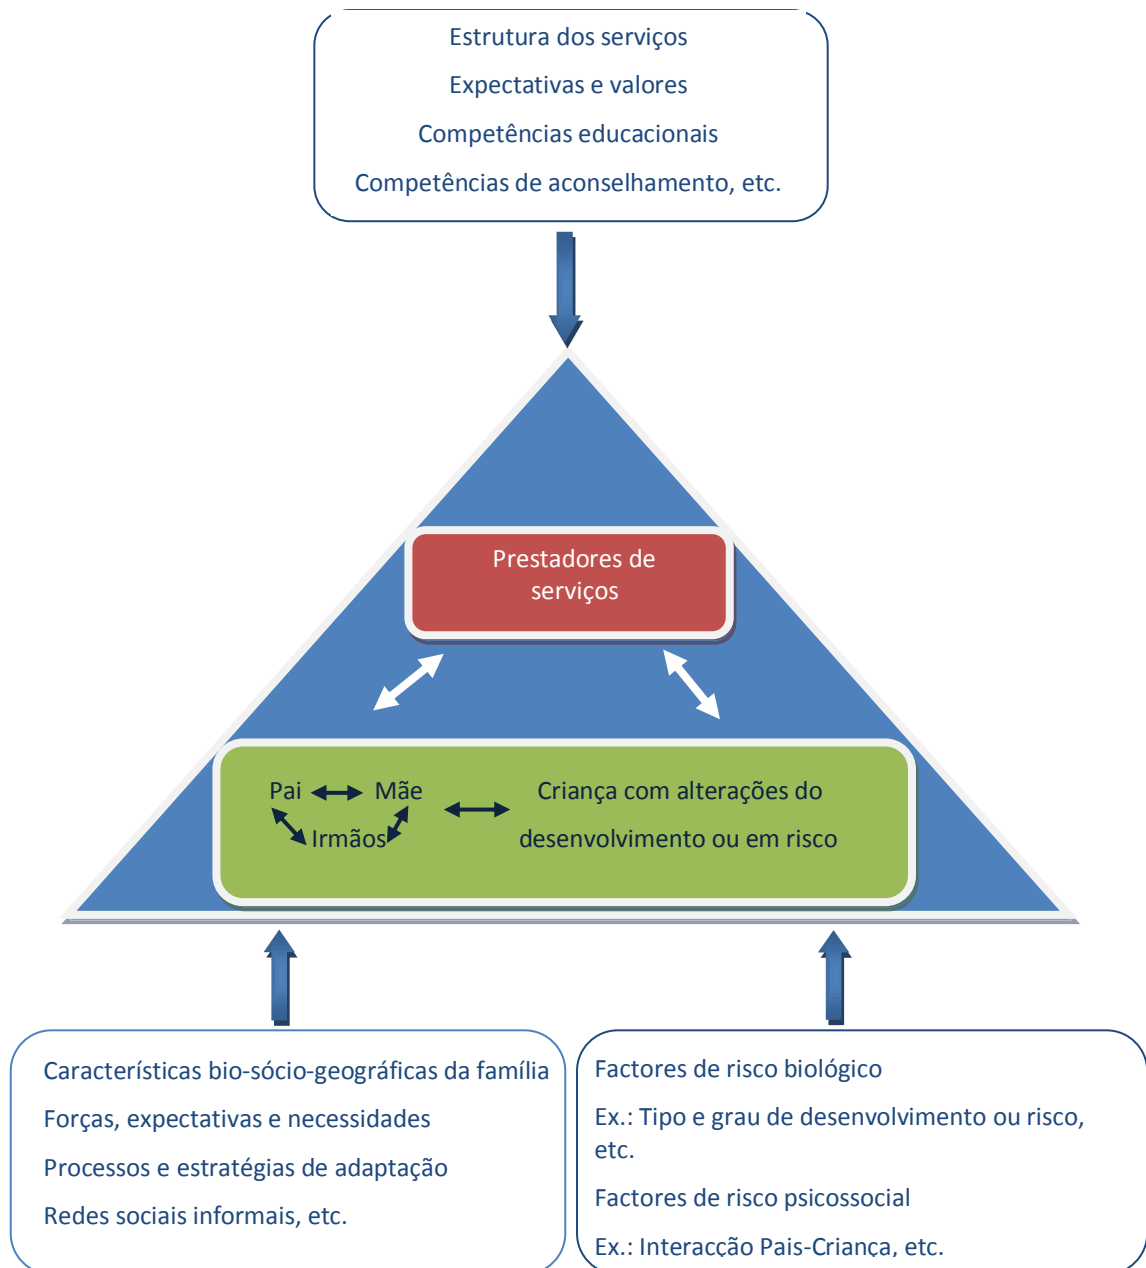 Estrutura dos serviços
Expectativas e valores
Competências educacionais
Competências de aconselhamento, etc.
Prestadores de
serviços
Pai Mãe
Irmãos
Criança com alterações do
desenvolvimento ou em risco
Características bio-sócio-geográficas da família
Forças, expectativas e necessidades
Processos e estratégias de adaptação
Redes sociais informais, etc.
Factores de risco biológico
Ex.: Tipo e grau de desenvolvimento ou risco,
etc.
Factores de risco psicossocial
Ex.: Interacção Pais-Criança, etc.